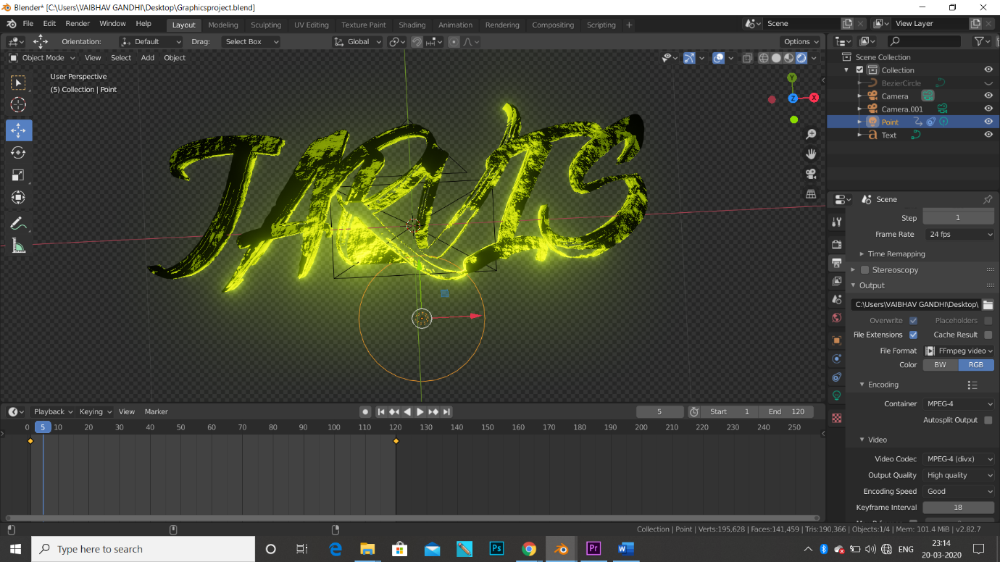 Blender* [C:\Users\VAIBHAV GANDHI\Desktop\Graphicsproject.blend]
File Edit Render Window Help Layout Modeling Sculpting UV Editing Texture Paint Shading Animation Rendering Compositing Scripting + Scene View Layer
Orientation: Default Drag: Select Box Global Options
Object Mode View Select Add Object
User Perspective
(5) Collection | Point
Scene Collection
Collection
BezierCircle
Camera
Camera.001
Point
Text
Y
Z X
JARVIS
Scene
Step 1
Frame Rate 24 fps
Time Remapping
Stereoscopy
Output
C:\Users\VAIBHAV GANDHI\Desktop\
Overwrite Placeholders
File Extensions Cache Result
File Format FFmpeg video
Color BW RGB
Encoding
Container MPEG-4
Autosplit Output
Video
Video Codec MPEG-4 (divx)
Output Quality High quality
Encoding Speed Good
Keyframe Interval 18
Playback Keying View Marker 5 Start 1 End 120
0 5 10 20 30 40 50 60 70 80 90 100 110 120 130 140 150 160 170 180 190 200 210 220 230 240 250
Collection | Point | Verts:195,628 | Faces:141,459 | Tris:190,366 | Objects:1/4 | Mem: 101.4 MiB | v2.82.7
Type here to search
Ps Pr W ENG
23:14
20-03-2020